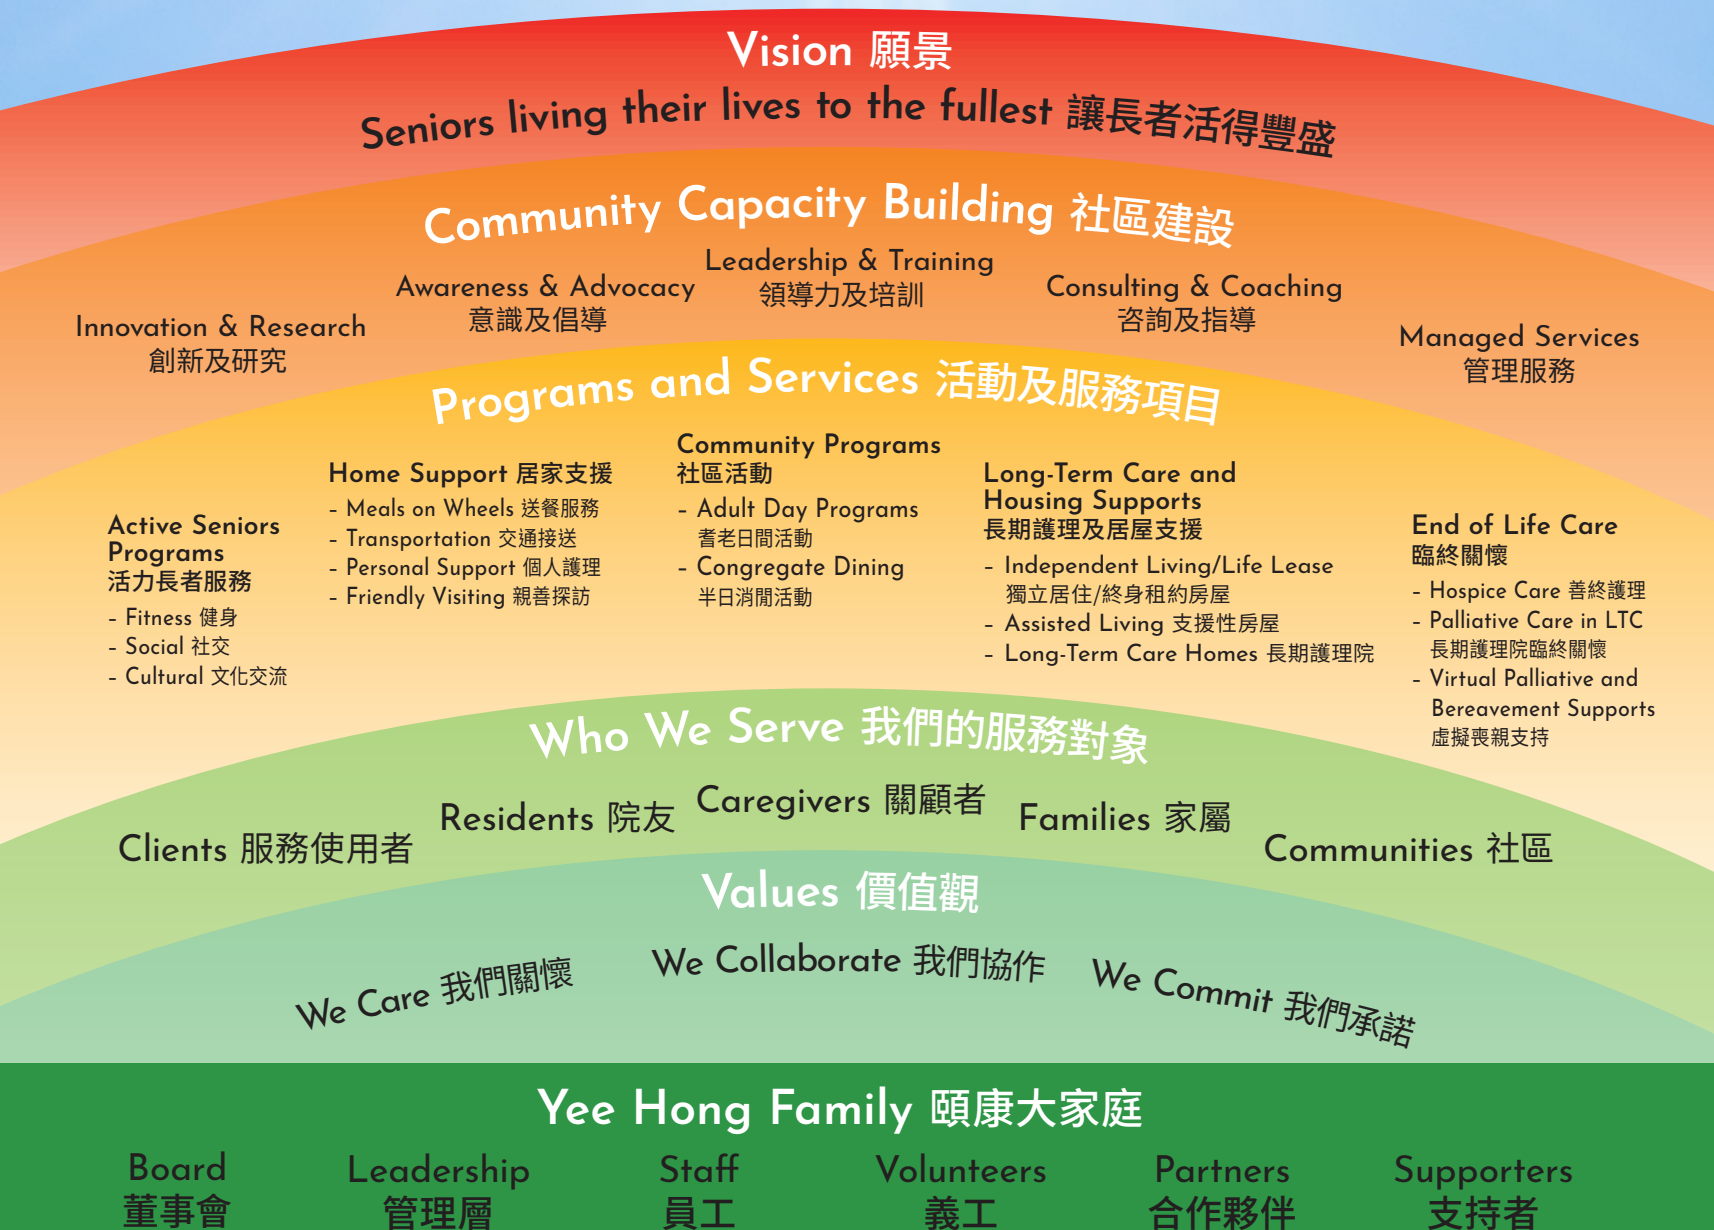 Vision 願景
Seniors living their lives to the fullest 讓長者活得豐盛
Community Capacity Building 社區建設
Innovation & Research
創新及研究
Awareness & Advocacy
意識及倡導
Leadership & Training
領導力及培訓
Consulting & Coaching
咨詢及指導
Managed Services
管理服務
Programs and Services 活動及服務項目
Active Seniors
Programs
活力長者服務
- Fitness 健身
- Social 社交
- Cultural 文化交流
Home Support 居家支援
- Meals on Wheels 送餐服務
- Transportation 交通接送
- Personal Support 個人護理
- Friendly Visiting 親善探訪
Community Programs
社區活動
- Adult Day Programs
耆老日間活動
- Congregate Dining
半日消閒活動
Long-Term Care and
Housing Supports
長期護理及居屋支援
- Independent Living/Life Lease
獨立居住/終身租約房屋
- Assisted Living 支援性房屋
- Long-Term Care Homes 長期護理院
End of Life Care
臨終關懷
- Hospice Care 善終護理
- Palliative Care in LTC
長期護理院臨終關懷
- Virtual Palliative and
Bereavement Supports
虛擬喪親支持
Who We Serve 我們的服務對象
Clients 服務使用者
Residents 院友
Caregivers 關顧者
Families 家屬
Communities 社區
Values 價值觀
We Care 我們關懷
We Collaborate 我們協作
We Commit 我們承諾
Yee Hong Family 頤康大家庭
Board
董事會
Leadership
管理層
Staff
員工
Volunteers
義工
Partners
合作夥伴
Supporters
支持者